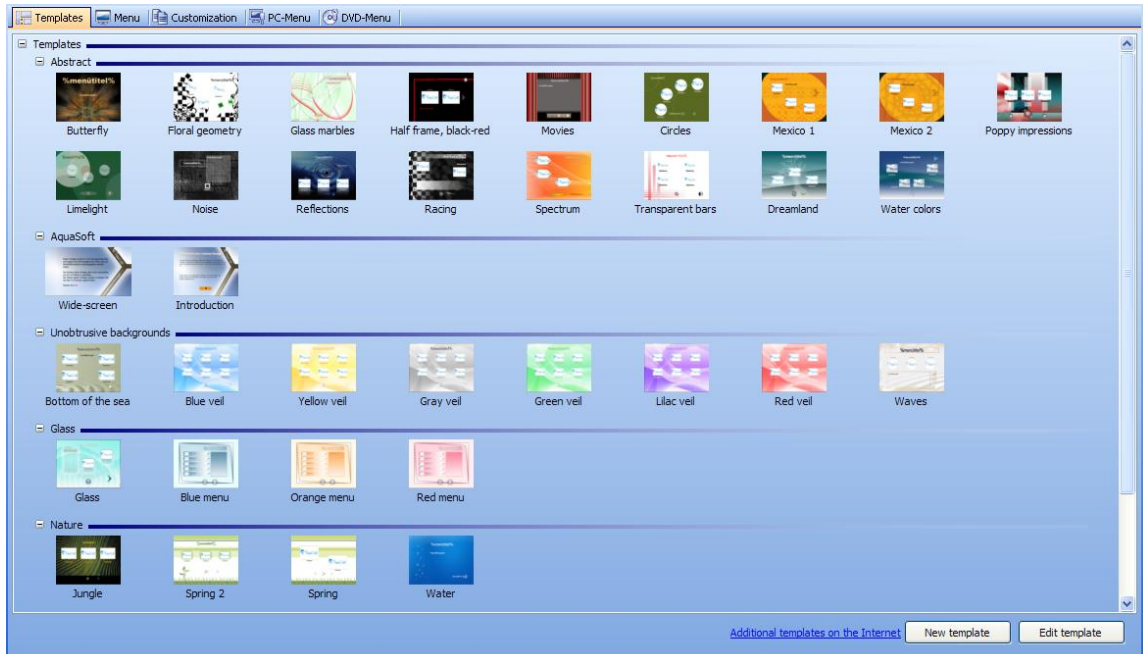 Templates Menu Customization PC-Menu DVD-Menu
Templates
Abstract
%menütitel%
Butterfly Floral geometry Glass marbles Half frame, black-red Movies Circles Mexico 1 Mexico 2 Poppy impressions
Limelight Noise Reflections Racing Spectrum Transparent bars Dreamland Water colors
AquaSoft
Wide-screen Introduction
Unobtrusive backgrounds
Bottom of the sea Blue veil Yellow veil Gray veil Green veil Lilac veil Red veil Waves
Glass
Glass Blue menu Orange menu Red menu
Nature
Jungle Spring 2 Spring Water
Additional templates on the Internet New template Edit template